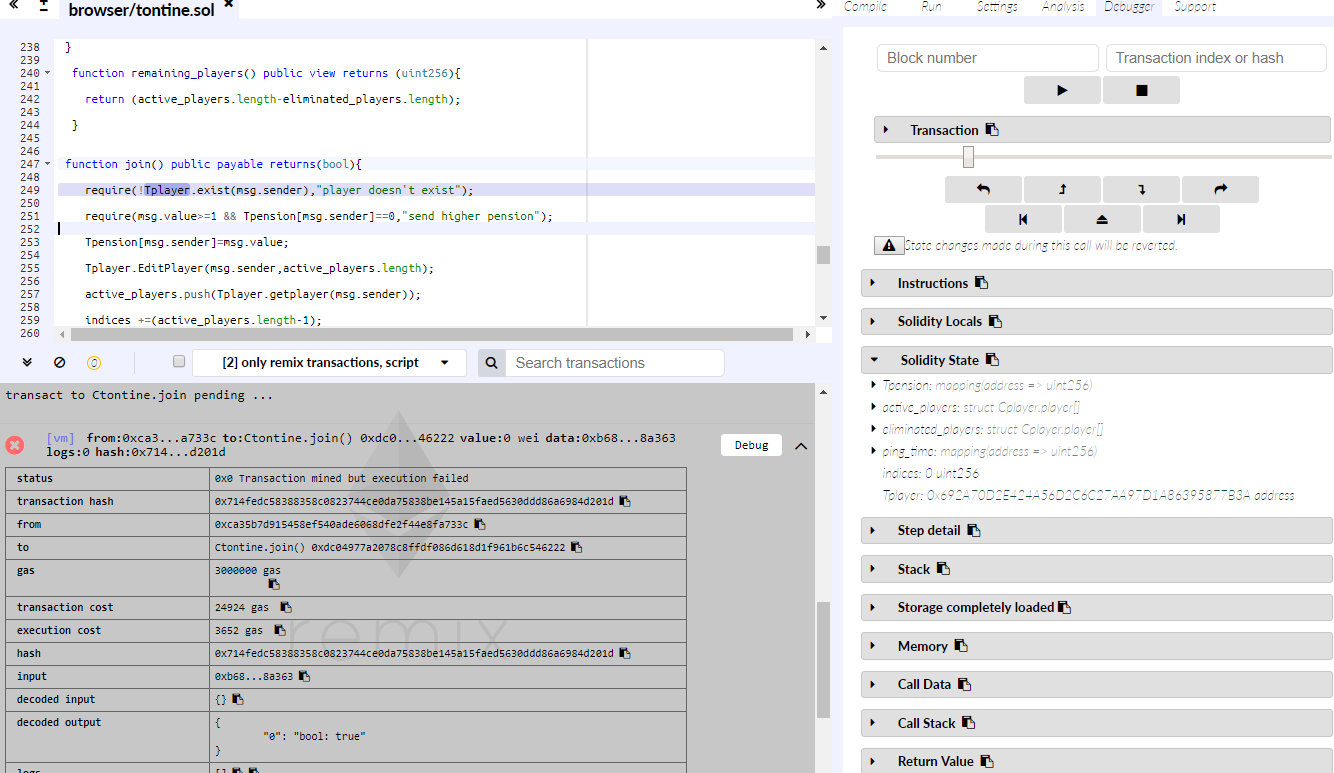 browser/tontine.sol
238 }
239
240 function remaining_players() public view returns (uint256){
241
242 return (active_players.length-eliminated_players.length);
243
244 }
245
246
247 function join() public payable returns(bool){
248
249 require(!Tplayer.exist(msg.sender),"player doesn't exist");
250
251 require(msg.value>=1 && Tpension[msg.sender]==0,"send higher pension");
252
253 Tpension[msg.sender]=msg.value;
254
255 Tplayer.EditPlayer(msg.sender,active_players.length);
256
257 active_players.push(Tplayer.getplayer(msg.sender));
258
259 indices +=(active_players.length-1);
260
0 [2] only remix transactions, script Search transactions
transact to Ctontine.join pending ...
[vm] from:0xca3...a733c to:Ctontine.join() 0xdc0...46222 value:0 wei data:0xb68...8a363
logs:0 hash:0x714...d201d
Debug
status 0x0 Transaction mined but execution failed
transaction hash 0x714fedc58388358c0823744ce0da75838be145a15faed5630ddd86a6984d201d
from 0xca35b7d915458ef540ade6068dfe2f44e8fa733c
to Ctontine.join() 0xdc04977a2078c8ffdf086d618d1f961b6c546222
gas 3000000 gas
transaction cost 24924 gas
execution cost 3652 gas
hash 0x714fedc58388358c0823744ce0da75838be145a15faed5630ddd86a6984d201d
input 0xb68...8a363
decoded input {}
decoded output {
"0": "bool: true"
}
logs []
remix
Compile Run Settings Analysis Debugger Support
Block number Transaction index or hash
Transaction
State changes made during this call will be reverted.
Instructions
Solidity Locals
Solidity State
Tpension: mapping(address => uint256)
active_players: struct Cplayer.player[]
eliminated_players: struct Cplayer.player[]
ping_time: mapping(address => uint256)
indices: 0 uint256
Tplayer: 0x692A70D2E424A56D2C6C27AA97D1A86395877B3A address
Step detail
Stack
Storage completely loaded
Memory
Call Data
Call Stack
Return Value